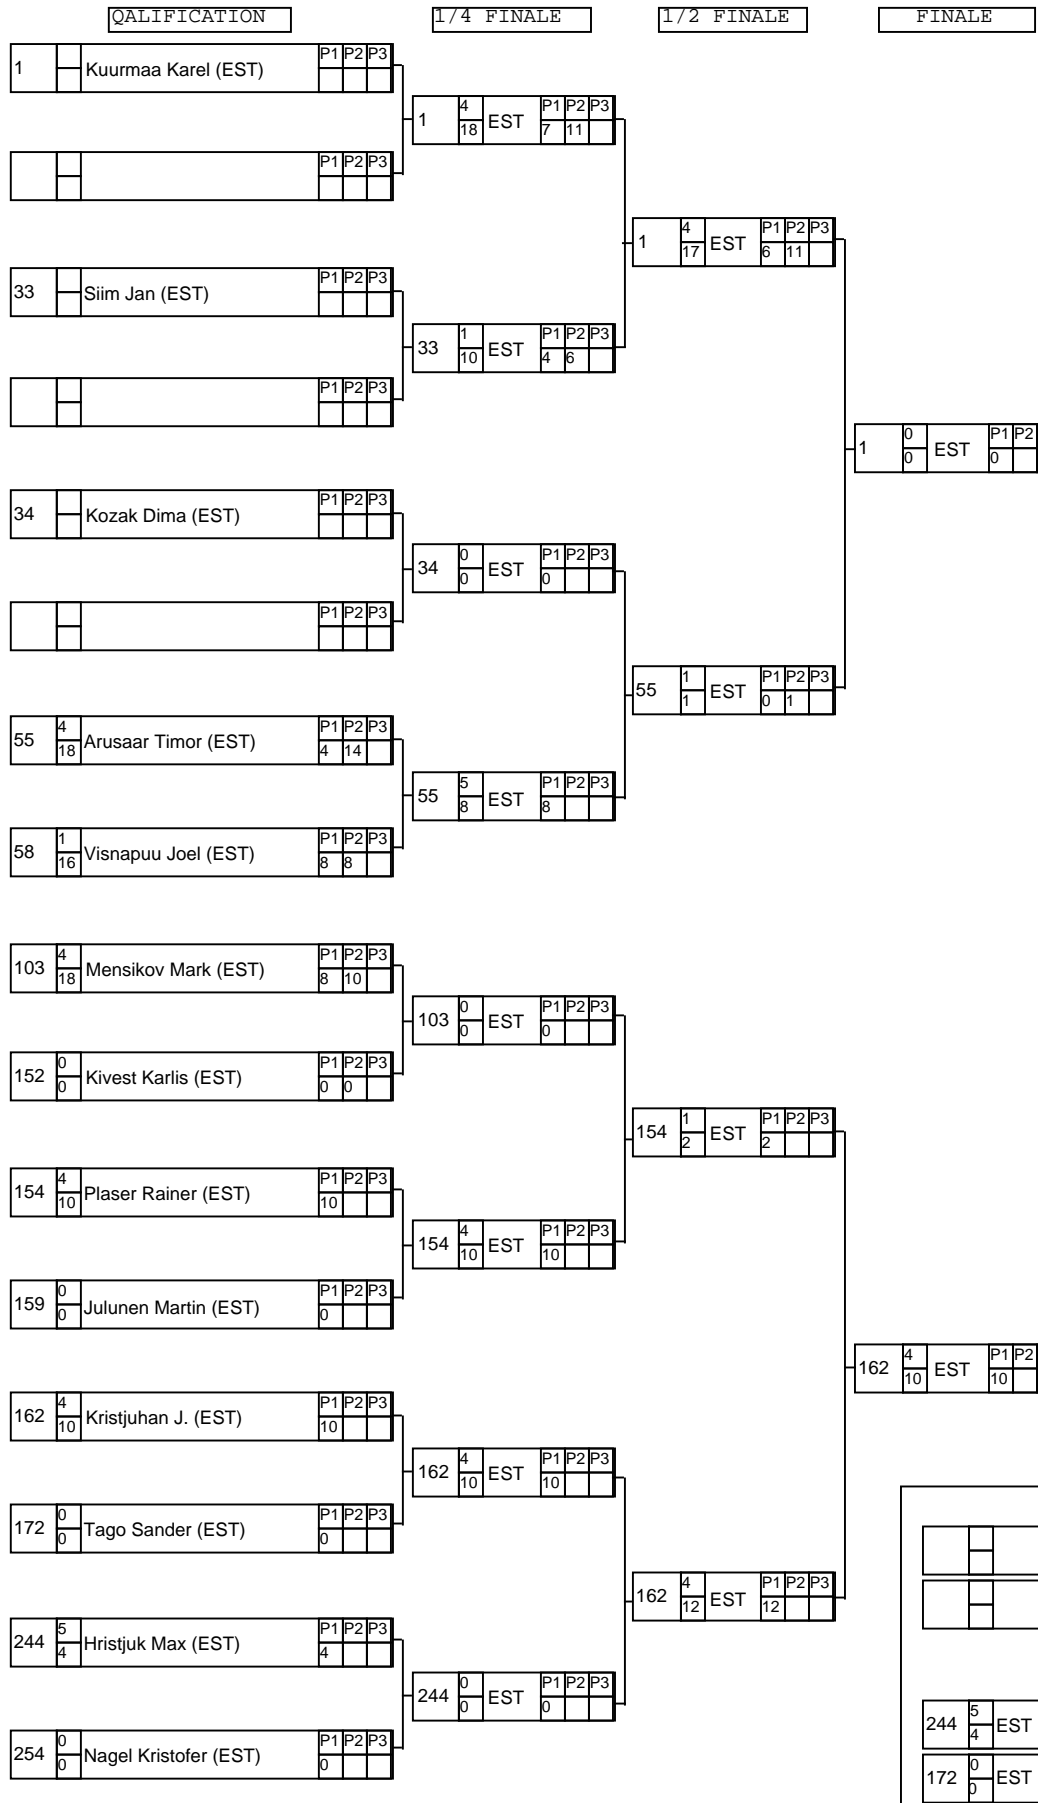 QALIFICATION 1/4 FINALE 1/2 FINALE FINALE
1 Kuurmaa Karel (EST) P1 P2 P3
1 4 18 EST P1 P2 P3 7 11
P1 P2 P3
1 4 17 EST P1 P2 P3 6 11
33 Siim Jan (EST) P1 P2 P3
33 1 10 EST P1 P2 P3 4 6
P1 P2 P3
1 0 0 EST P1 P2 0
34 Kozak Dima (EST) P1 P2 P3
34 0 0 EST P1 P2 P3 0
P1 P2 P3
55 1 1 EST P1 P2 P3 0 1
55 4 18 Arusaar Timor (EST) P1 P2 P3 4 14
55 5 8 EST P1 P2 P3 8
58 1 16 Visnapuu Joel (EST) P1 P2 P3 8 8
103 4 18 Mensikov Mark (EST) P1 P2 P3 8 10
103 0 0 EST P1 P2 P3 0
152 0 0 Kivest Karlis (EST) P1 P2 P3 0 0
154 1 2 EST P1 P2 P3 2
154 4 10 Plaser Rainer (EST) P1 P2 P3 10
154 4 10 EST P1 P2 P3 10
159 0 0 Julunen Martin (EST) P1 P2 P3 0
162 4 10 EST P1 P2 10
162 4 10 Kristjuhan J. (EST) P1 P2 P3 10
162 4 10 EST P1 P2 P3 10
172 0 0 Tago Sander (EST) P1 P2 P3 0
162 4 12 EST P1 P2 P3 12
244 5 4 Hristjuk Max (EST) P1 P2 P3 4
244 0 0 EST P1 P2 P3 0
244 5 4 EST
254 0 0 Nagel Kristofer (EST) P1 P2 P3 0
172 0 0 EST